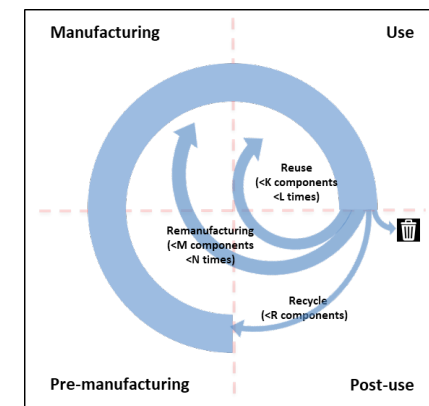 Manufacturing
Use
Reuse
(<K components
<L times)
Remanufacturing
(<M components
<N times)
Recycle
(<R components)
Pre-manufacturing
Post-use